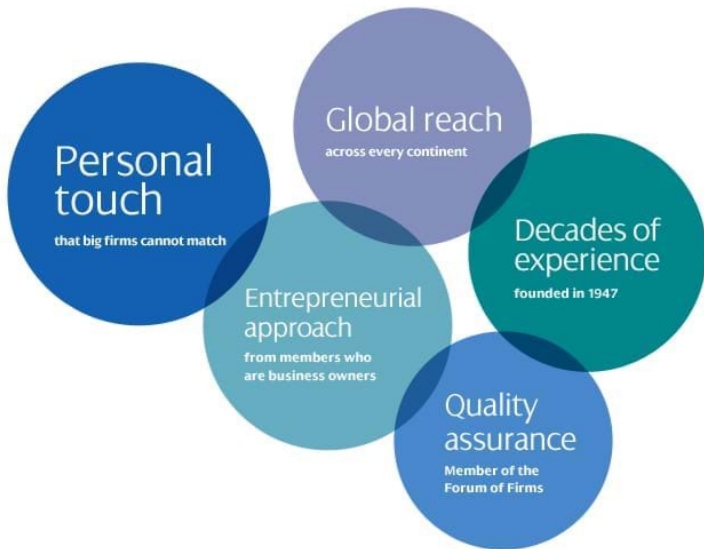 Personal
touch
that big firms cannot match
Global reach
across every continent
Entrepreneurial
approach
from members who
are business owners
Decades of
experience
founded in 1947
Quality
assurance
Member of the
Forum of Firms